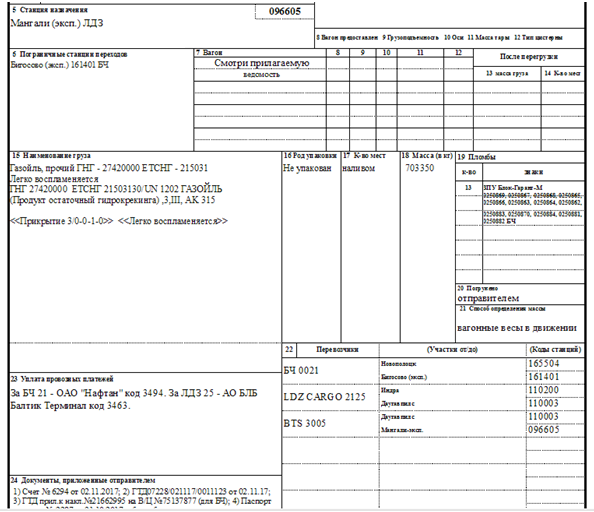 5 Станция назначения
096605
Мангали (эксп.) ЛДЗ
8 Вагон предоставлен 9 Грузоподъемность 10 Оси 11 Масса тары 12 Тип цистерны
6 Пограничные станции переходов
7 Вагон
8
9
10
11
12
После перегрузки
Бигосово (эксп.) 161401 БЧ
Смотри прилагаемую
ведомость
13 масса груза
14 К-во мест
15 Наименование груза
16 Род упаковки
17 К-во мест
18 Масса (в кг)
19 Пломбы
Газойль, прочий ГНГ - 27420000 ЕТСНГ - 215031
Не упакован
наливом
703350
к-во
знаки
Легко воспламеняется
ГНГ 27420000 ЕТСНГ 21503130/UN 1202 ГАЗОЙЛЬ
13
ЗПУ Блок-Гарант-М
(Продукт остаточный гидрокрекинга) ,3,III, АК 315
0250869, 0250867, 0250868, 0250865,
0250866, 0250863, 0250864, 0250862,
<<Прикрытие 3/0-0-1-0>> <<Легко воспламеняется>>
0250883, 0250870, 0250884, 0250881,
0250882 БЧ
20 Погружено
отправителем
21 Способ определения массы
вагонные весы в движении
22
Перевозчики
(Участки от/до)
(Коды станций)
БЧ 0021
Новополоцк
165504
Бигосово (эксп.)
161401
23 Уплата провозных платежей
LDZ CARGO 2125
Индра
110200
За БЧ 21 - ОАО "Нафтан" код 3494. За ЛДЗ 25 - АО БЛБ
Даугавпилс
110003
Балтик Терминал код 3463.
BTS 3005
Даугавпилс
110003
Мангали-эксп.
096605
24 Документы, приложенные отправителем
1) Счет № 6294 от 02.11.2017; 2) ГТД07228/021117/0011123 от 02.11.17;
3) ГТД прил.к накл.№21662995 на В/Ц №75137877 (для БЧ); 4) Паспорт